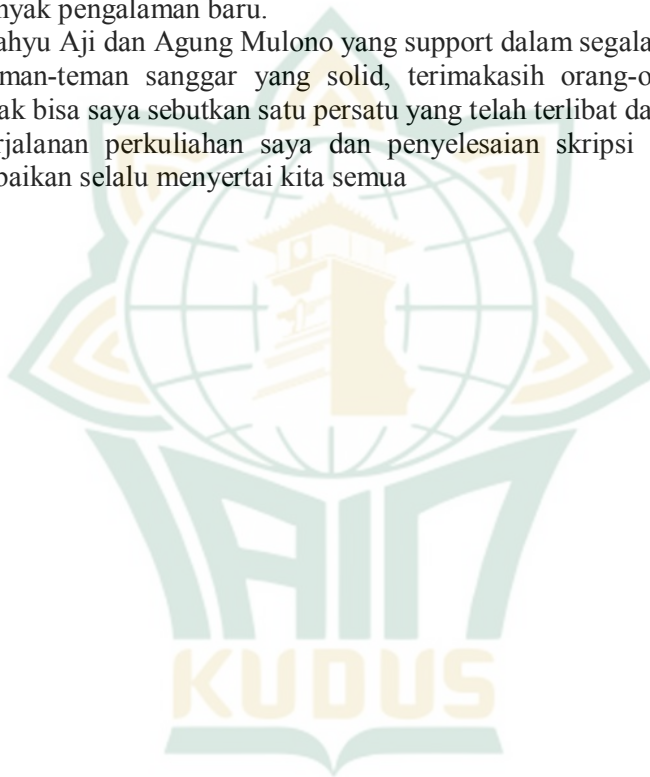 nyak pengalaman baru.
ahyu Aji dan Agung Mulono yang support dalam segala
man-teman sanggar yang solid, terimakasih orang-o
ak bisa saya sebutkan satu persatu yang telah terlibat da
rjalanan perkuliahan saya dan penyelesaian skripsi
baikan selalu menyertai kita semua
IAIN
KUDUS